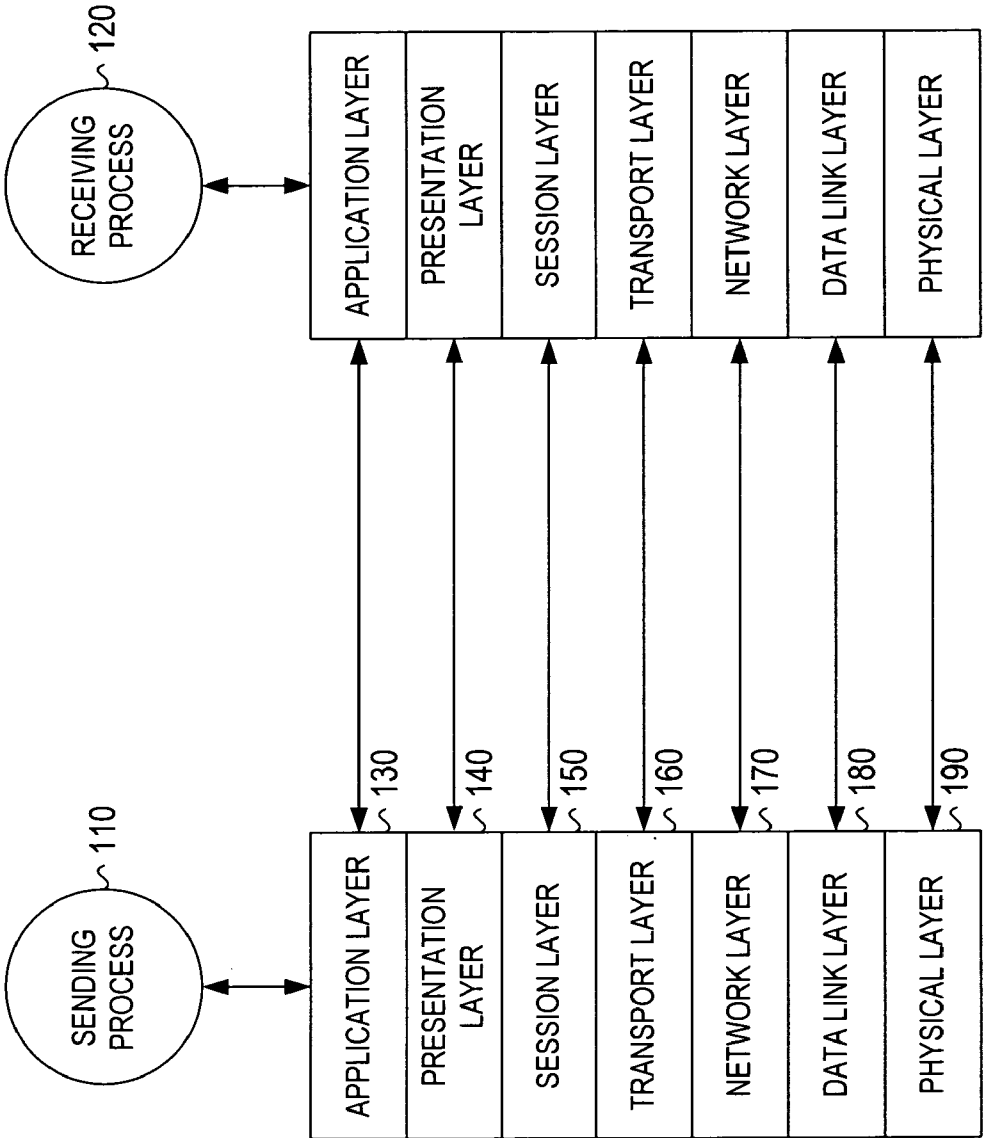 SENDING
PROCESS
110
APPLICATION LAYER
130
PRESENTATION
LAYER
140
SESSION LAYER
150
TRANSPORT LAYER
160
NETWORK LAYER
170
DATA LINK LAYER
180
PHYSICAL LAYER
190
RECEIVING
PROCESS
120
APPLICATION LAYER
PRESENTATION
LAYER
SESSION LAYER
TRANSPORT LAYER
NETWORK LAYER
DATA LINK LAYER
PHYSICAL LAYER